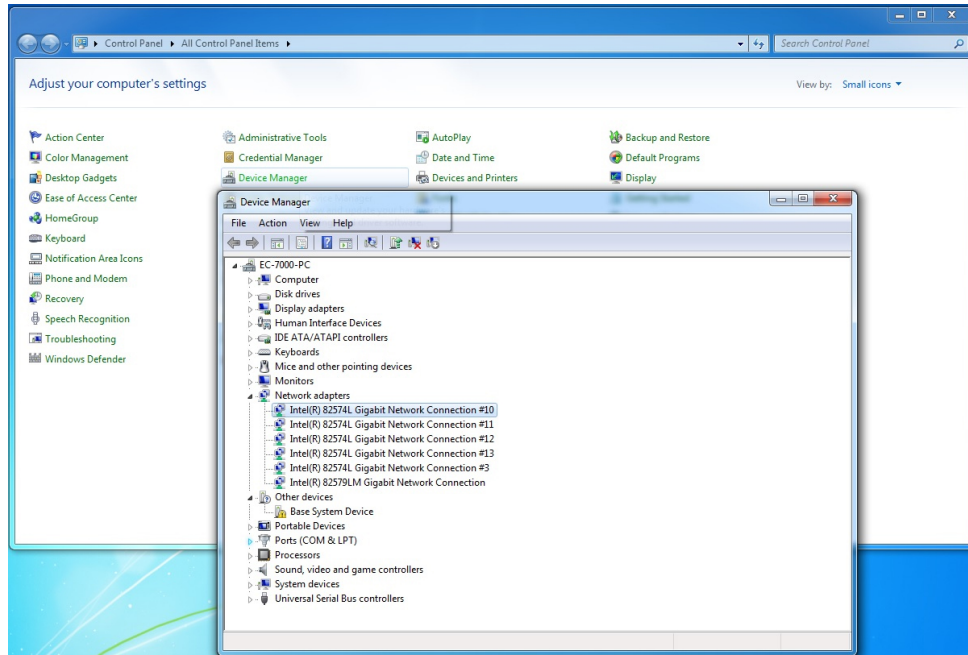 Control Panel ▸ All Control Panel Items ▸
Search Control Panel
Adjust your computer's settings
View by: Small icons
Action Center
Administrative Tools
AutoPlay
Backup and Restore
Color Management
Credential Manager
Date and Time
Default Programs
Desktop Gadgets
Device Manager
Devices and Printers
Display
Ease of Access Center
HomeGroup
Keyboard
Notification Area Icons
Phone and Modem
Recovery
Speech Recognition
Troubleshooting
Windows Defender
Device Manager
File Action View Help
EC-7000-PC
Computer
Disk drives
Display adapters
Human Interface Devices
IDE ATA/ATAPI controllers
Keyboards
Mice and other pointing devices
Monitors
Network adapters
Intel(R) 82574L Gigabit Network Connection #10
Intel(R) 82574L Gigabit Network Connection #11
Intel(R) 82574L Gigabit Network Connection #12
Intel(R) 82574L Gigabit Network Connection #13
Intel(R) 82574L Gigabit Network Connection #3
Intel(R) 82579LM Gigabit Network Connection
Other devices
Base System Device
Portable Devices
Ports (COM & LPT)
Processors
Sound, video and game controllers
System devices
Universal Serial Bus controllers